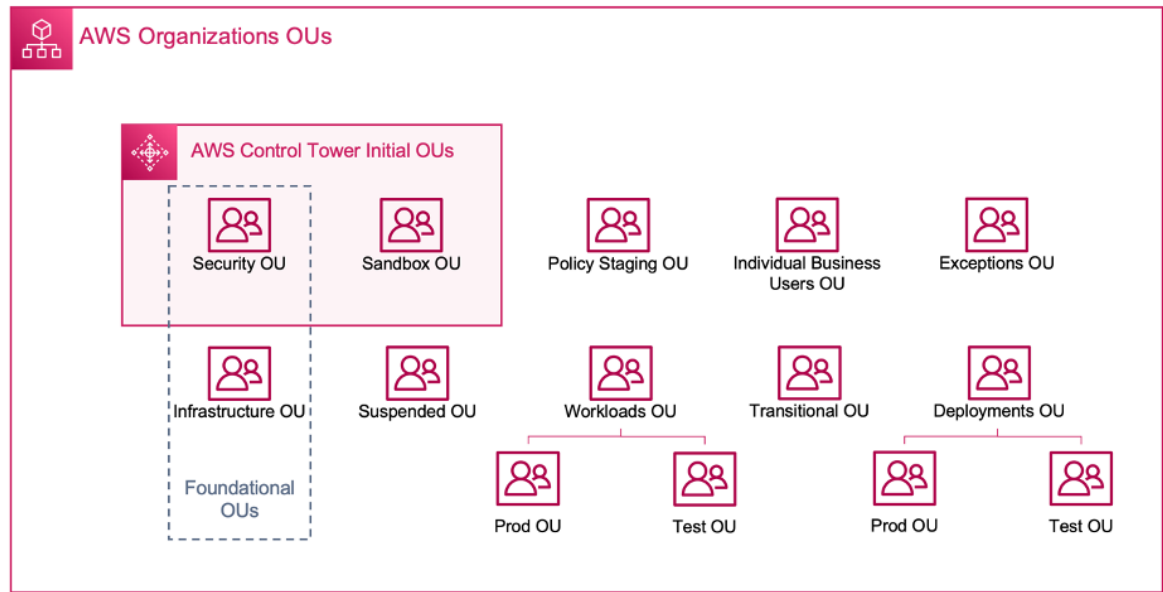 AWS Organizations OUs
AWS Control Tower Initial OUs
Security OU
Sandbox OU
Policy Staging OU
Individual Business
Users OU
Exceptions OU
Infrastructure OU
Suspended OU
Workloads OU
Transitional OU
Deployments OU
Foundational
OUs
Prod OU
Test OU
Prod OU
Test OU